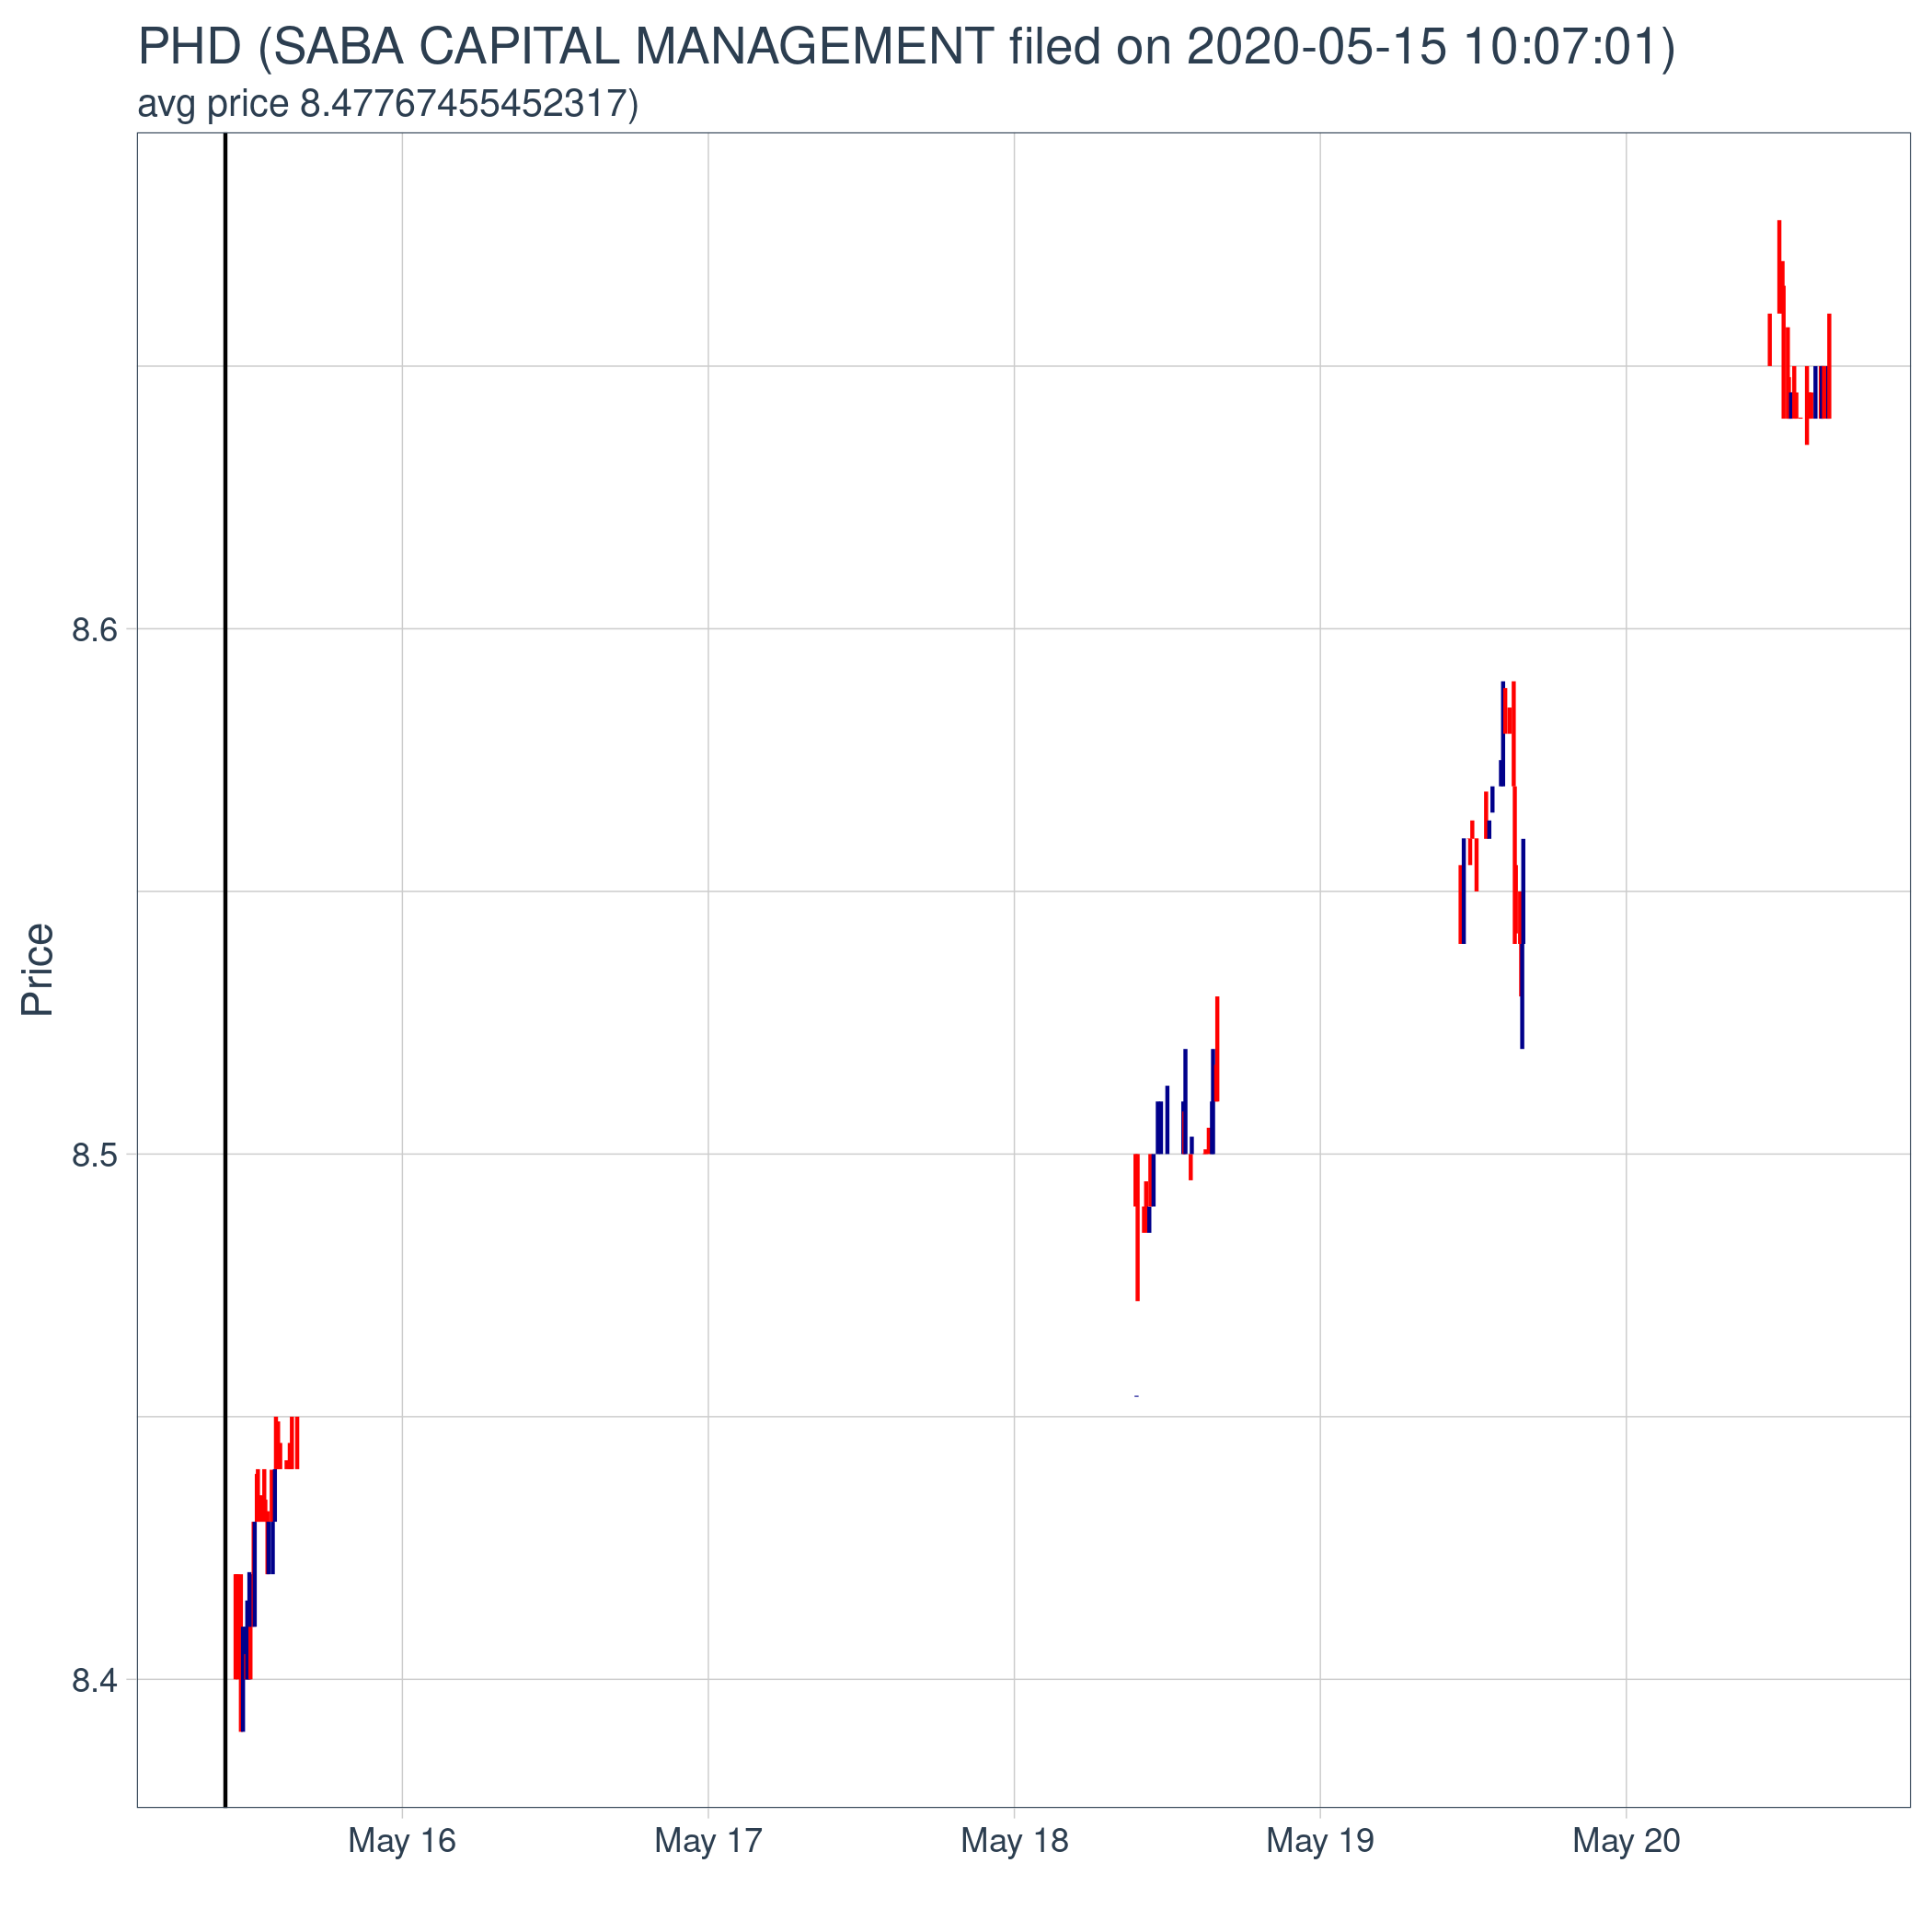 PHD (SABA CAPITAL MANAGEMENT filed on 2020-05-15 10:07:01)
avg price 8.47767455452317)
8.6
8.5
8.4
Price
May 16
May 17
May 18
May 19
May 20